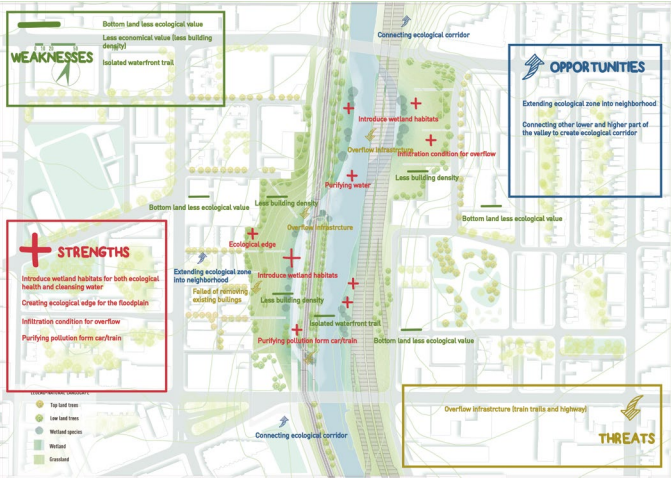 Bottom land less ecological value
Less economical value (less building
density)
WEAKNESSES
Isolated waterfront trail
Connecting ecological corridor
OPPORTUNITIES
Extending ecological zone into neighborhood
Connecting other lower and higher part of
the valley to create ecological corridor
Introduce wetland habitats
Overflow infrastrcture
Infiltration condition for overflow
Purifying water
Less building density
Bottom land less ecological value
Less building density
Bottom land less ecological value
Overflow infrastrcture
Ecological edge
STRENGTHS
Introduce wetland habitats for both ecological
health and cleansing water
Creating ecological edge for the floodplain
Infiltration condition for overflow
Purifying pollution form car/train
Extending ecological zone
into neighborhood
Introduce wetland habitats
Failed of removing
existing bulings
Less building density
Isolated waterfront trail
Purifying pollution form car/train
Bottom land less ecological value
Top land trees
Low land trees
Wetland species
Wetland
Grassland
Connecting ecological corridor
Overflow infrastrcture (train trails and highway)
THREATS